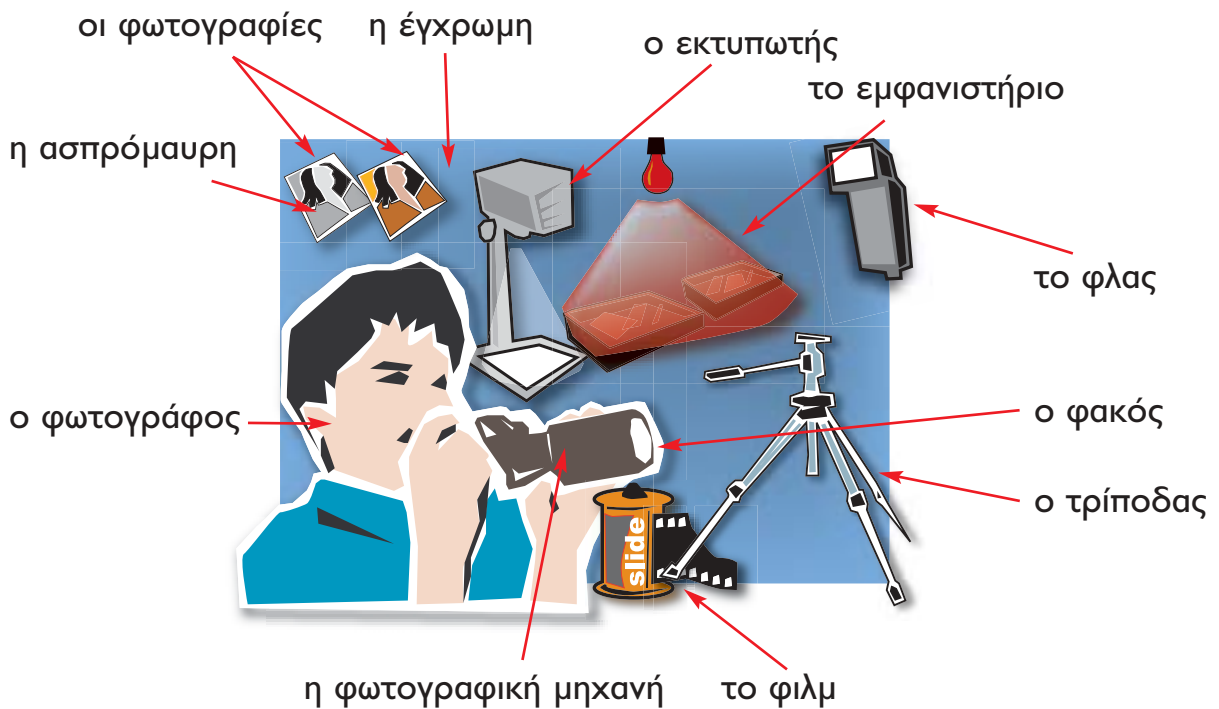 οι φωτογραφίες
η έγχρωμη
ο εκτυπωτής
το εμφανιστήριο
η ασπρόμαυρη
το φλας
ο φωτογράφος
ο φακός
ο τρίποδας
slide
η φωτογραφική μηχανή
το φιλμ